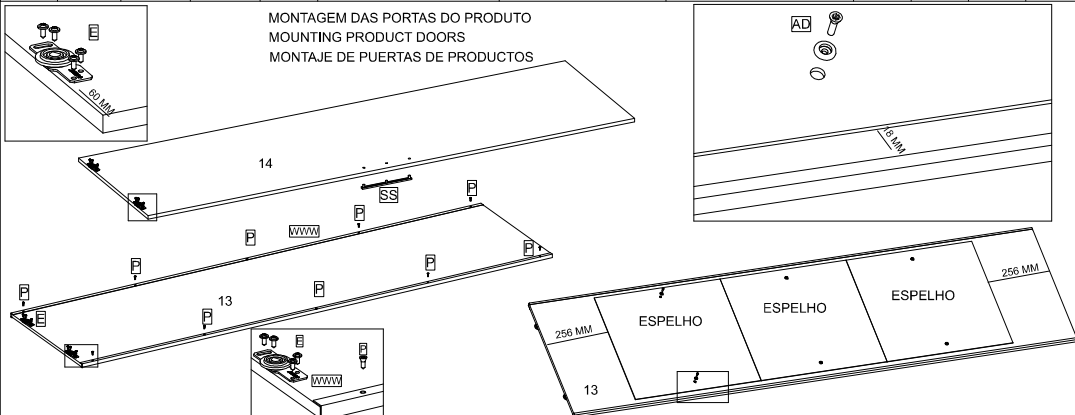 MONTAGEM DAS PORTAS DO PRODUTO
MOUNTING PRODUCT DOORS
MONTAJE DE PUERTAS DE PRODUCTOS
E
60 MM
AD
18 MM
14
SS
P
P
WWW
P
P
P
P
P
P
13
P
E
256 MM
ESPELHO
ESPELHO
ESPELHO
256 MM
13
E
P
WWW